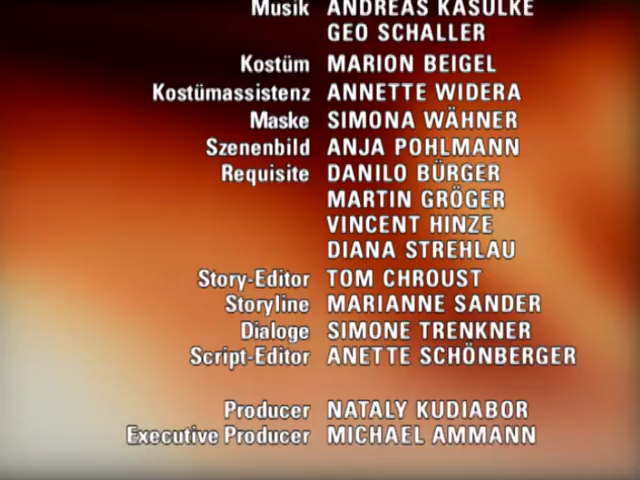 Musik ANDREAS KASULKE
GEO SCHALLER
Kostüm MARION BEIGEL
Kostümassistenz ANNETTE WIDERA
Maske SIMONA WÄHNER
Szenenbild ANJA POHLMANN
Requisite DANILO BÜRGER
MARTIN GRÖGER
VINCENT HINZE
DIANA STREHLAU
Story-Editor TOM CHROUST
Storyline MARIANNE SANDER
Dialoge SIMONE TRENKNER
Script-Editor ANETTE SCHÖNBERGER
Producer NATALY KUDIABOR
Executive Producer MICHAEL AMMANN